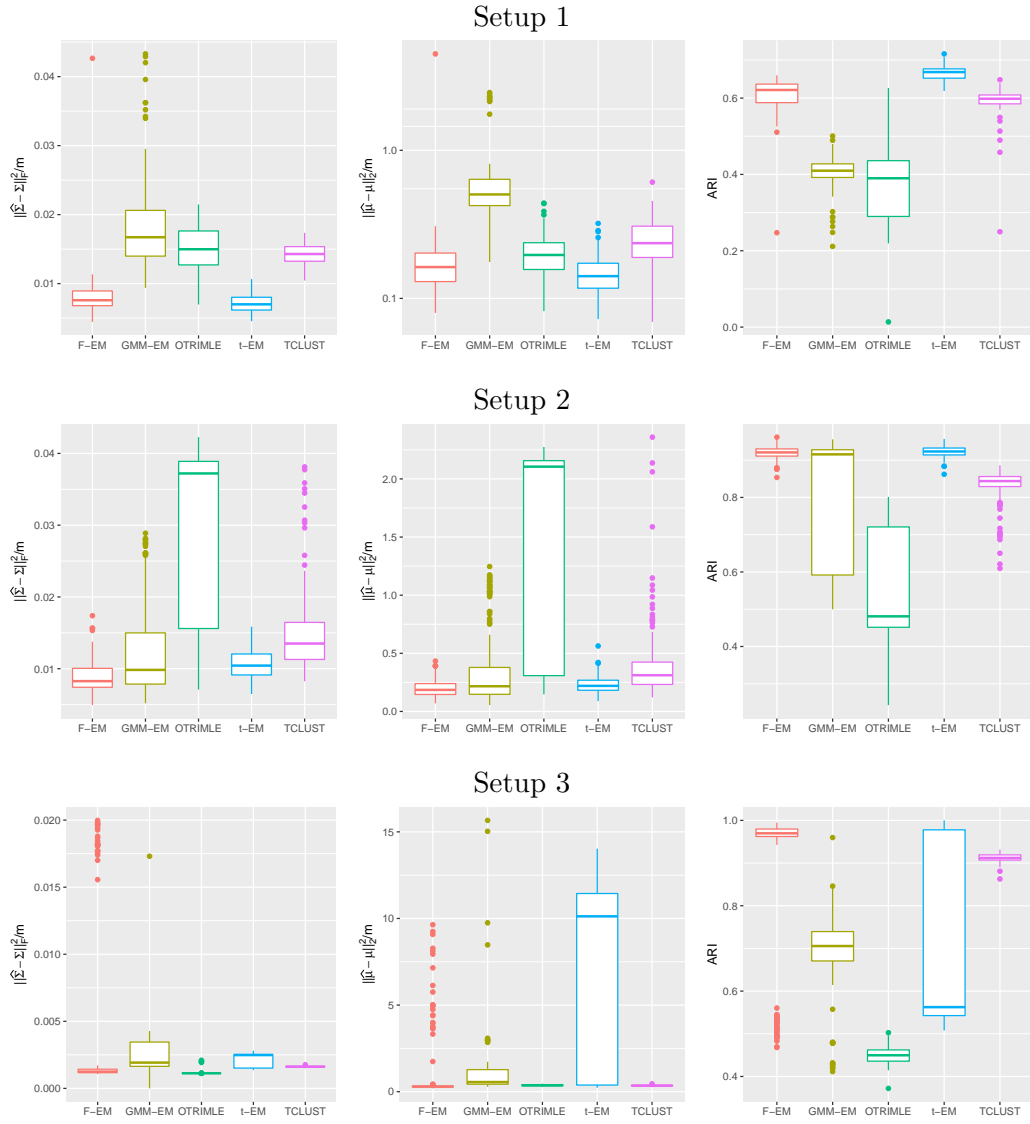 Setup 1
||Σ̂ − Σ||²_F/m
0.04
0.03
0.02
0.01
F−EM GMM−EM OTRIMLE t−EM TCLUST
||μ̂ − μ||²_2/m
1.0
0.1
F−EM GMM−EM OTRIMLE t−EM TCLUST
ARI
0.6
0.4
0.2
0.0
F−EM GMM−EM OTRIMLE t−EM TCLUST
Setup 2
||Σ̂ − Σ||²_F/m
0.04
0.03
0.02
0.01
F−EM GMM−EM OTRIMLE t−EM TCLUST
||μ̂ − μ||²_2/m
2.0
1.5
1.0
0.5
0.0
F−EM GMM−EM OTRIMLE t−EM TCLUST
ARI
0.8
0.6
0.4
F−EM GMM−EM OTRIMLE t−EM TCLUST
Setup 3
||Σ̂ − Σ||²_F/m
0.020
0.015
0.010
0.005
0.000
F−EM GMM−EM OTRIMLE t−EM TCLUST
||μ̂ − μ||²_2/m
15
10
5
0
F−EM GMM−EM OTRIMLE t−EM TCLUST
ARI
1.0
0.8
0.6
0.4
F−EM GMM−EM OTRIMLE t−EM TCLUST